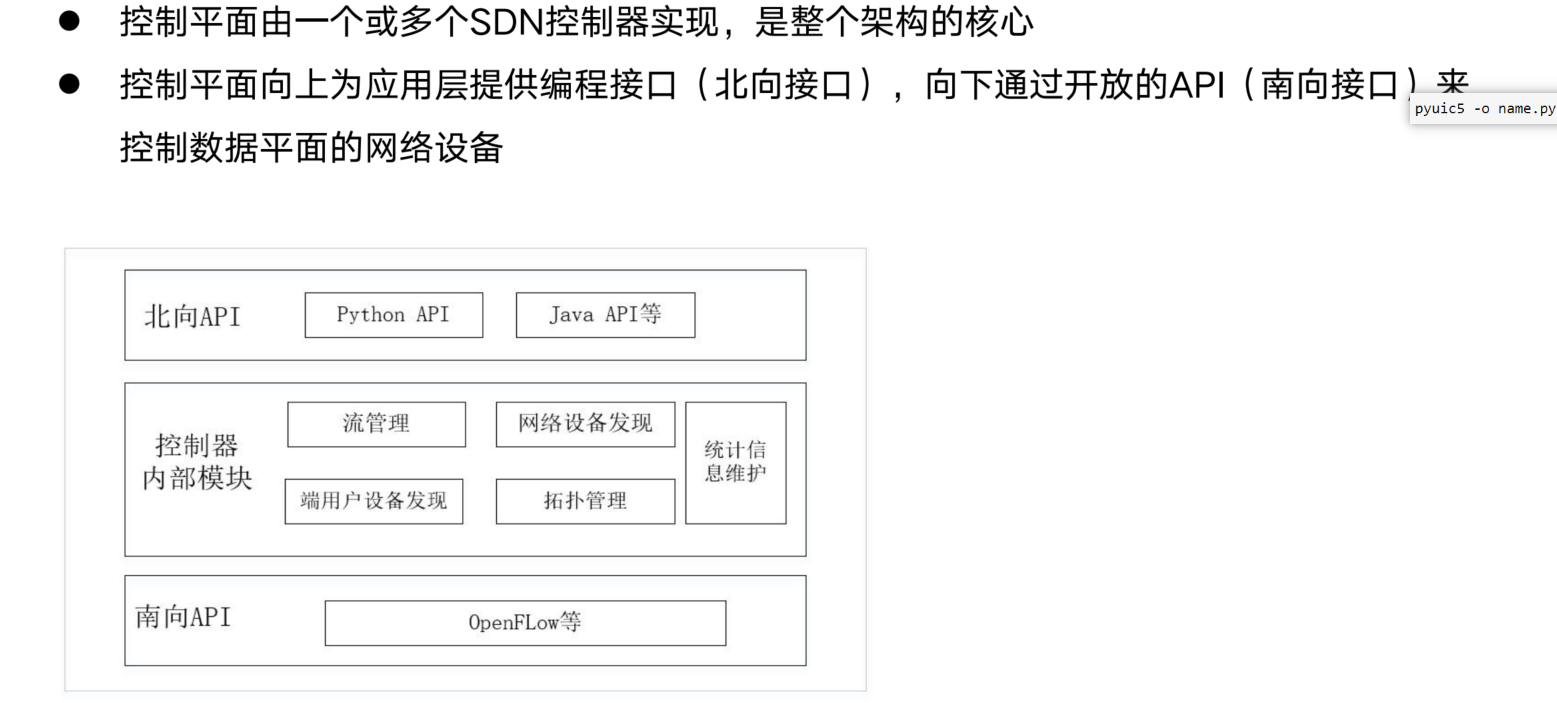 ● 控制平面由一个或多个SDN控制器实现，是整个架构的核心
● 控制平面向上为应用层提供编程接口（北向接口），向下通过开放的API（南向接口）来
pyuic5 -o name.py
控制数据平面的网络设备
北向API
Python API
Java API等
控制器
内部模块
流管理
网络设备发现
统计信
息维护
端用户设备发现
拓扑管理
南向API
OpenFLow等